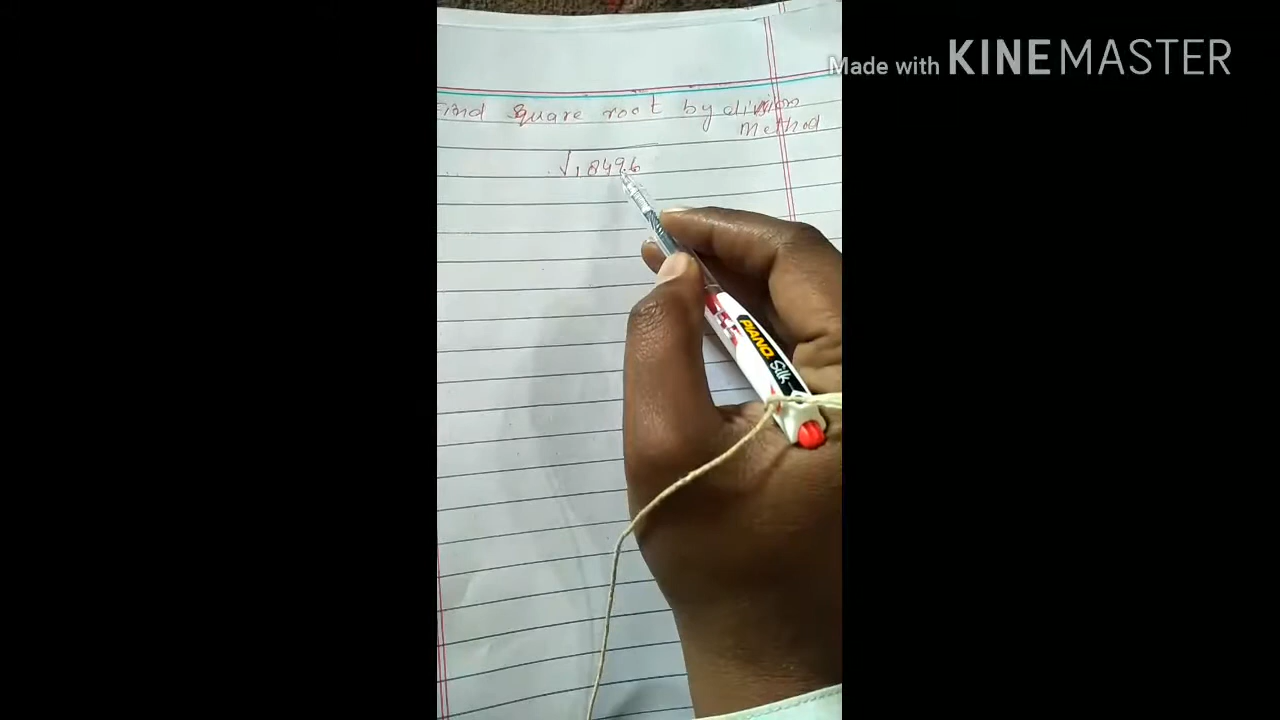 Made with KINEMASTER
Find square root by division
Method
√18496
PIANO Silk